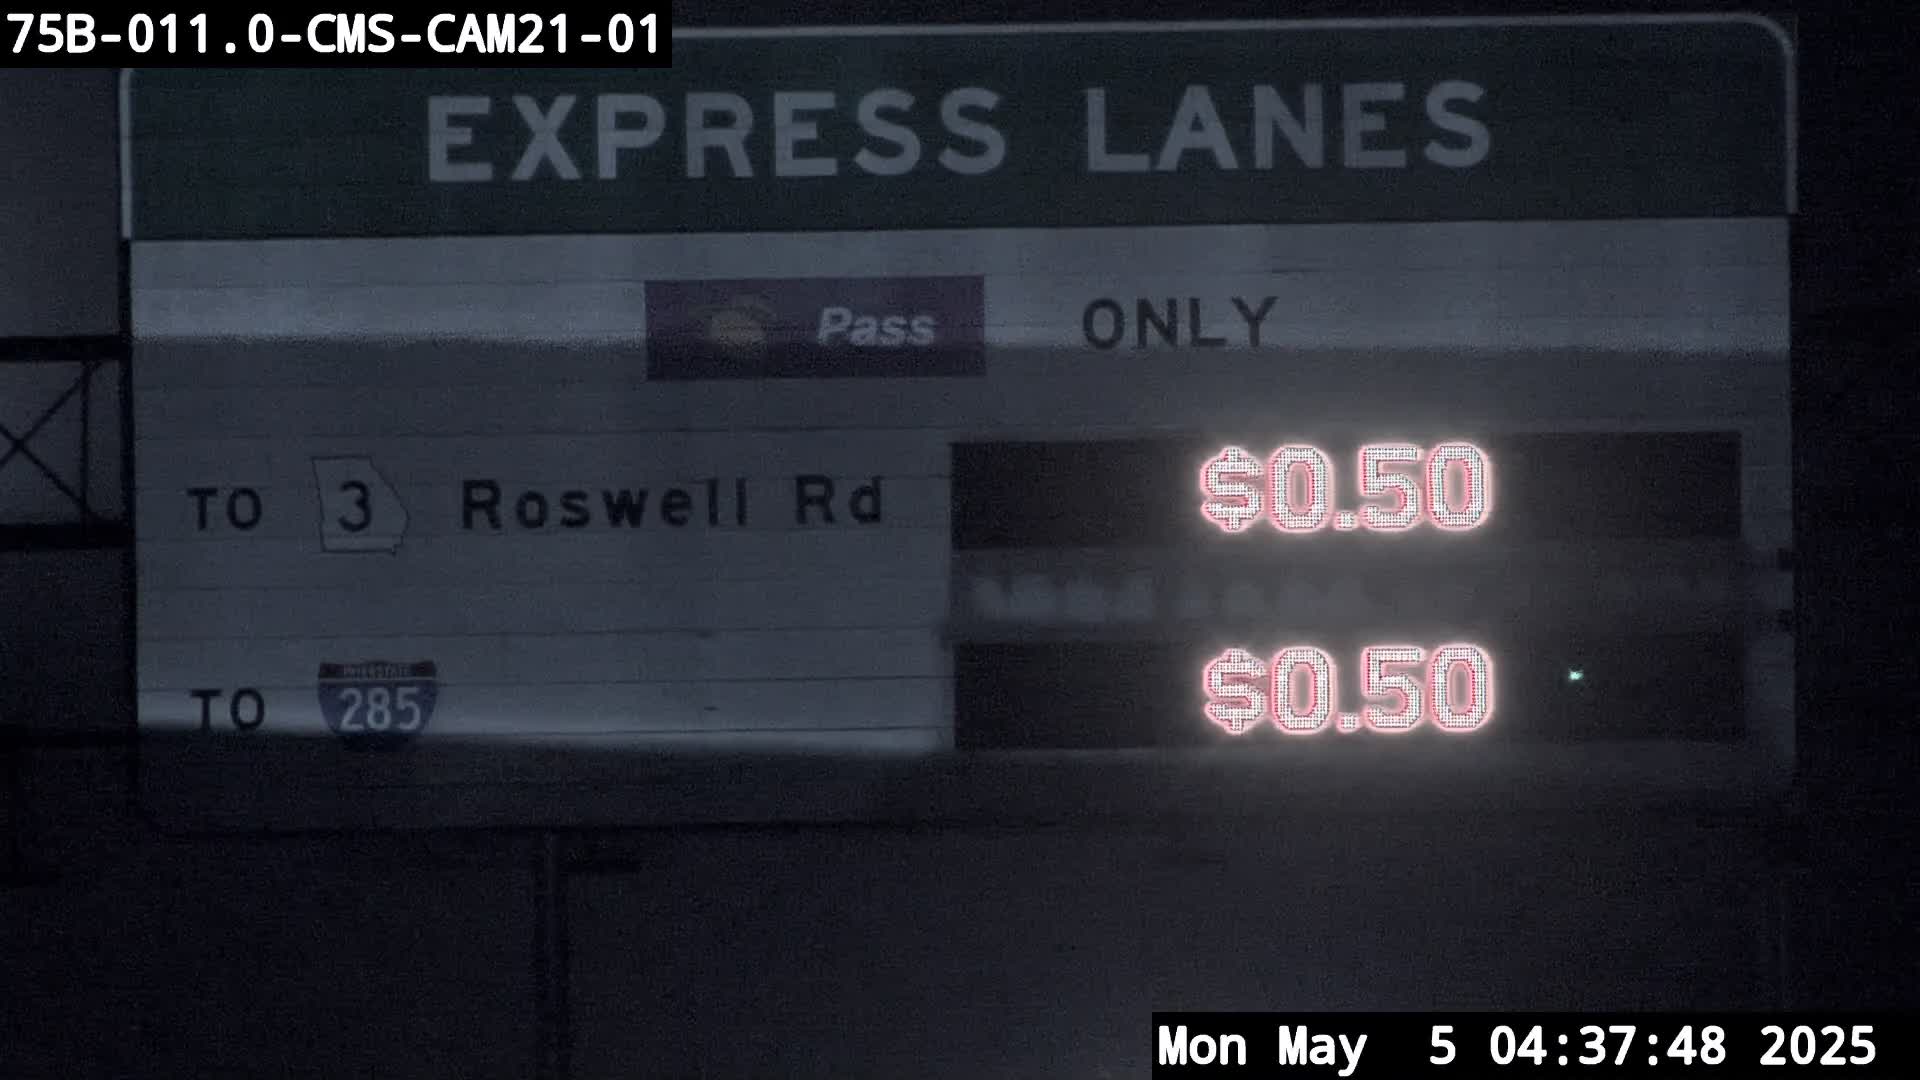 75B-011.0-CMS-CAM21-01
EXPRESS LANES
Pass ONLY
TO 3 Roswell Rd $0.50
TO INTERSTATE 285 $0.50
Mon May 5 04:37:48 2025